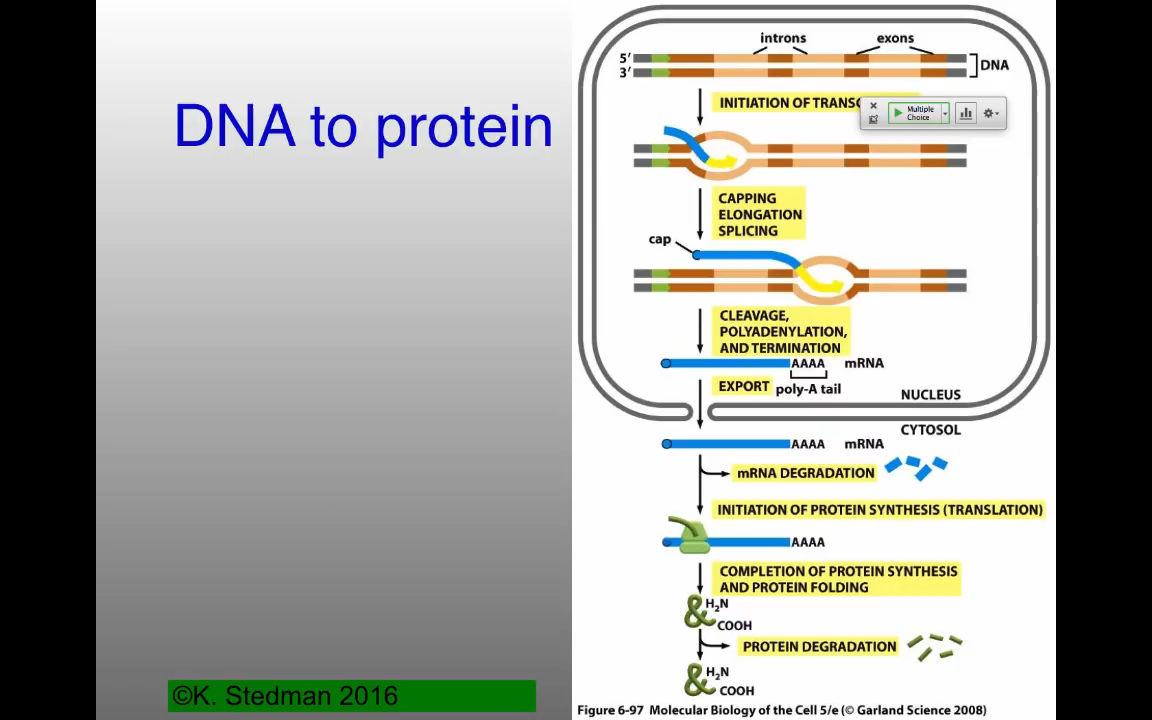 DNA to protein
©K. Stedman 2016
introns
exons
5′
3′
DNA
INITIATION OF
Multiple
Choice
CAPPING
ELONGATION
SPLICING
cap
CLEAVAGE,
POLYADENYLATION,
AND TERMINATION
AAAA mRNA
EXPORT
poly-A tail
NUCLEUS
CYTOSOL
AAAA mRNA
mRNA DEGRADATION
INITIATION OF PROTEIN SYNTHESIS (TRANSLATION)
AAAA
COMPLETION OF PROTEIN SYNTHESIS
AND PROTEIN FOLDING
H₂N
COOH
PROTEIN DEGRADATION
H₂N
COOH
Figure 6-97 Molecular Biology of the Cell 5/e (© Garland Science 2008)